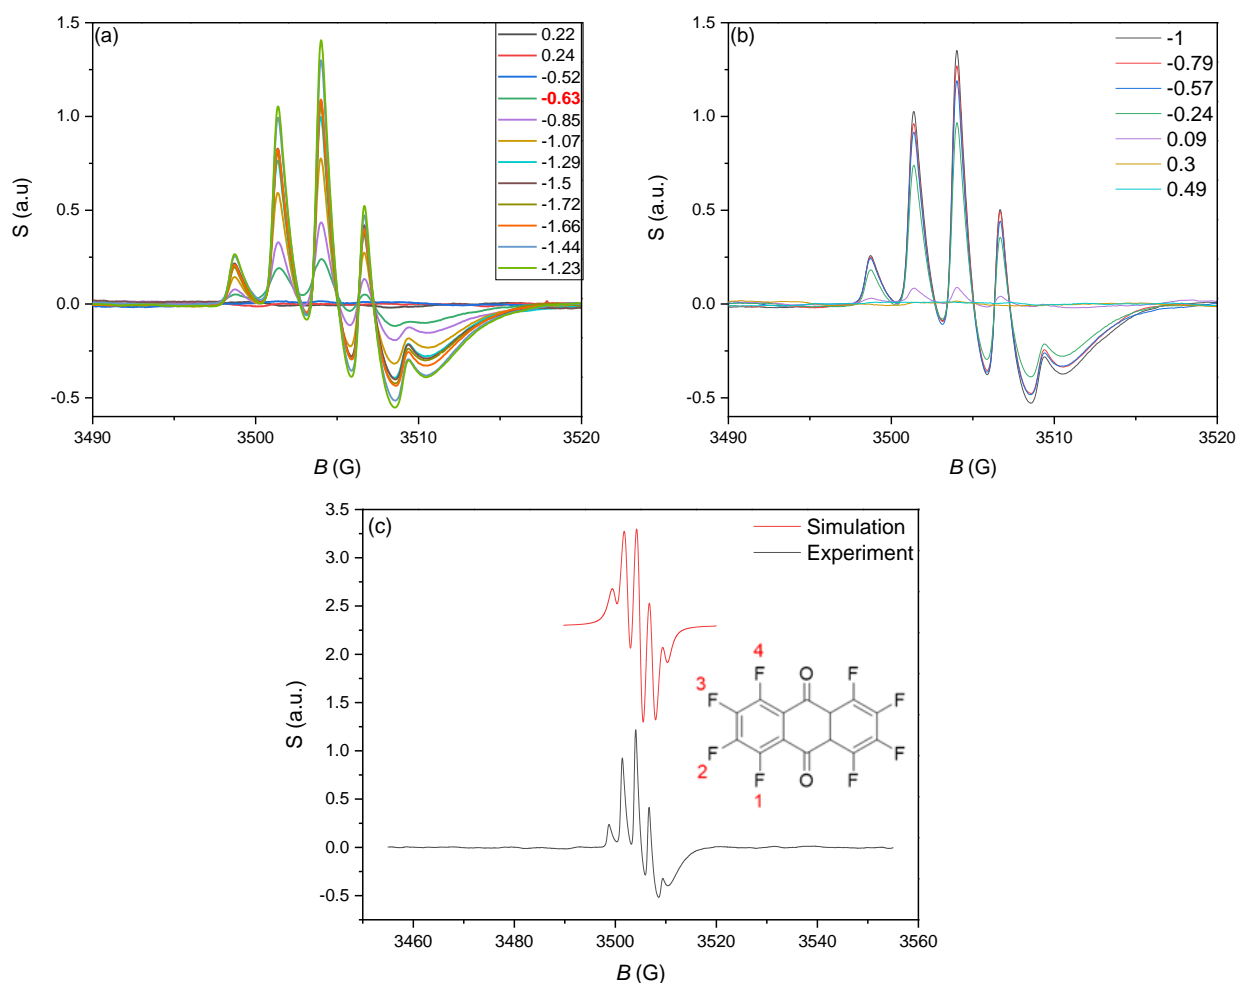 (a)
1.5
1.0
0.5
0.0
-0.5
S (a.u)
3490
3500
3510
3520
B (G)
0.22
0.24
-0.52
-0.63
-0.85
-1.07
-1.29
-1.5
-1.72
-1.66
-1.44
-1.23
(b)
1.5
1.0
0.5
0.0
-0.5
S (a.u.)
3490
3500
3510
3520
B (G)
-1
-0.79
-0.57
-0.24
0.09
0.3
0.49
(c)
3.5
3.0
2.5
2.0
1.5
1.0
0.5
0.0
-0.5
S (a.u.)
3460
3480
3500
3520
3540
3560
B (G)
Simulation
Experiment
4
F
O
F
3
F
F
F
F
2
F
O
F
1